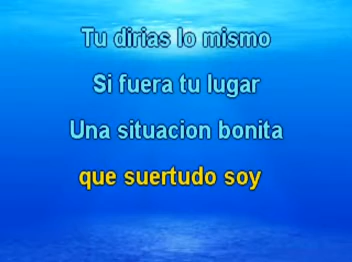 Tu dirias lo mismo
Si fuera tu lugar
Una situacion bonita
que suertudo soy